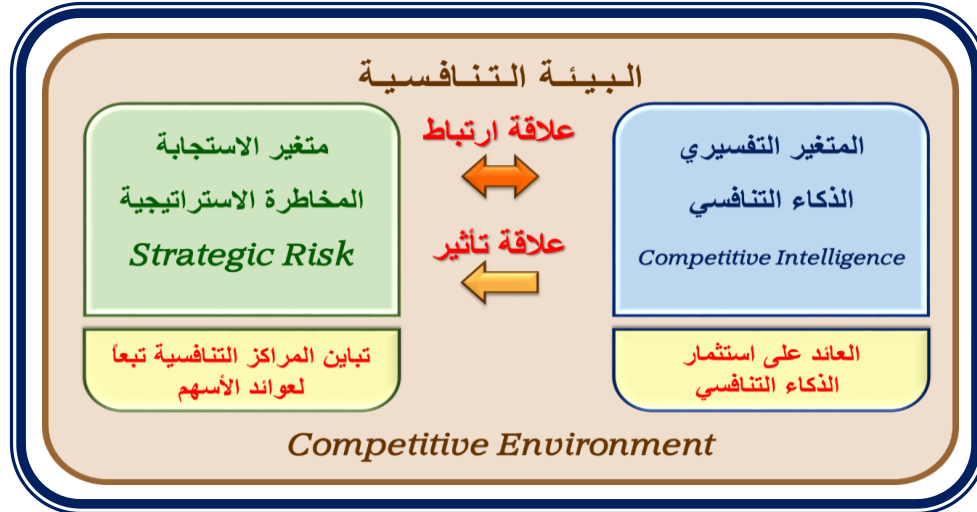 البيئة التنافسية
المتغير التفسيري
الذكاء التنافسي
Competitive Intelligence
العائد على استثمار
الذكاء التنافسي
علاقة ارتباط
علاقة تأثير
متغير الاستجابة
المخاطرة الاستراتيجية
Strategic Risk
تباين المراكز التنافسية تبعاً
لعوائد الأسهم
Competitive Environment